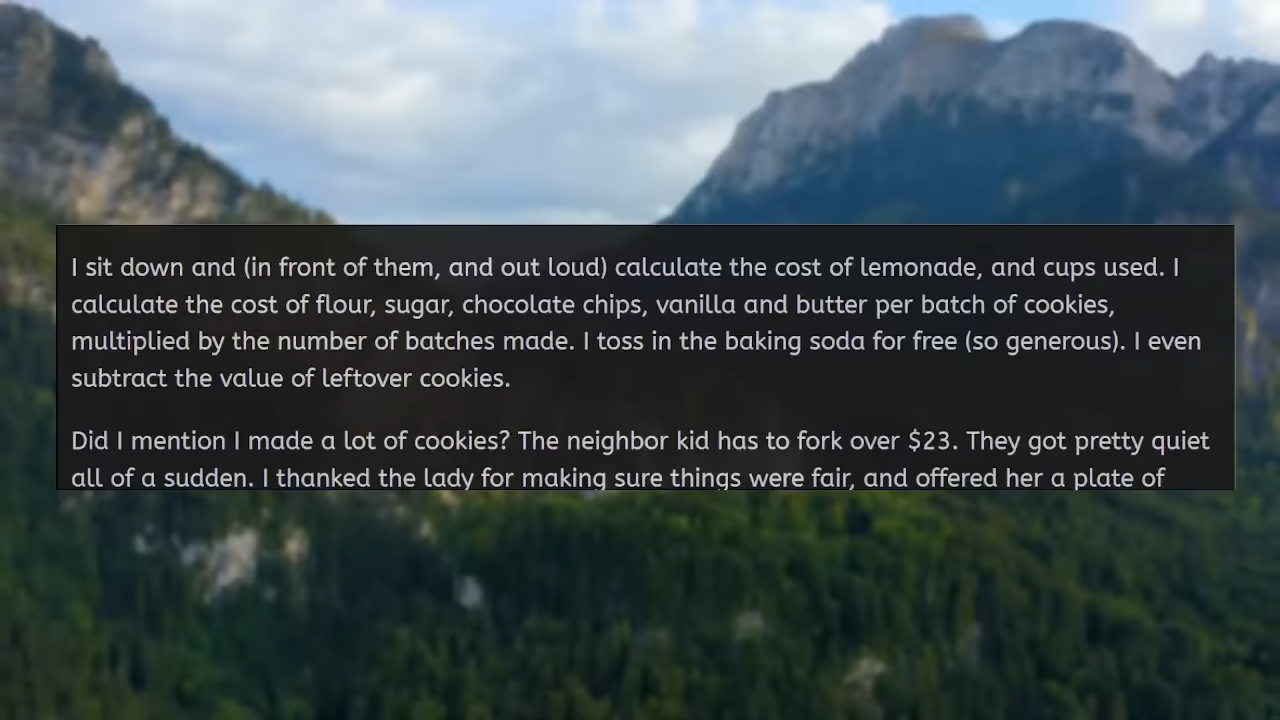 I sit down and (in front of them, and out loud) calculate the cost of lemonade, and cups used. I
calculate the cost of flour, sugar, chocolate chips, vanilla and butter per batch of cookies,
multiplied by the number of batches made. I toss in the baking soda for free (so generous). I even
subtract the value of leftover cookies.
Did I mention I made a lot of cookies? The neighbor kid has to fork over $23. They got pretty quiet
all of a sudden. I thanked the lady for making sure things were fair, and offered her a plate of